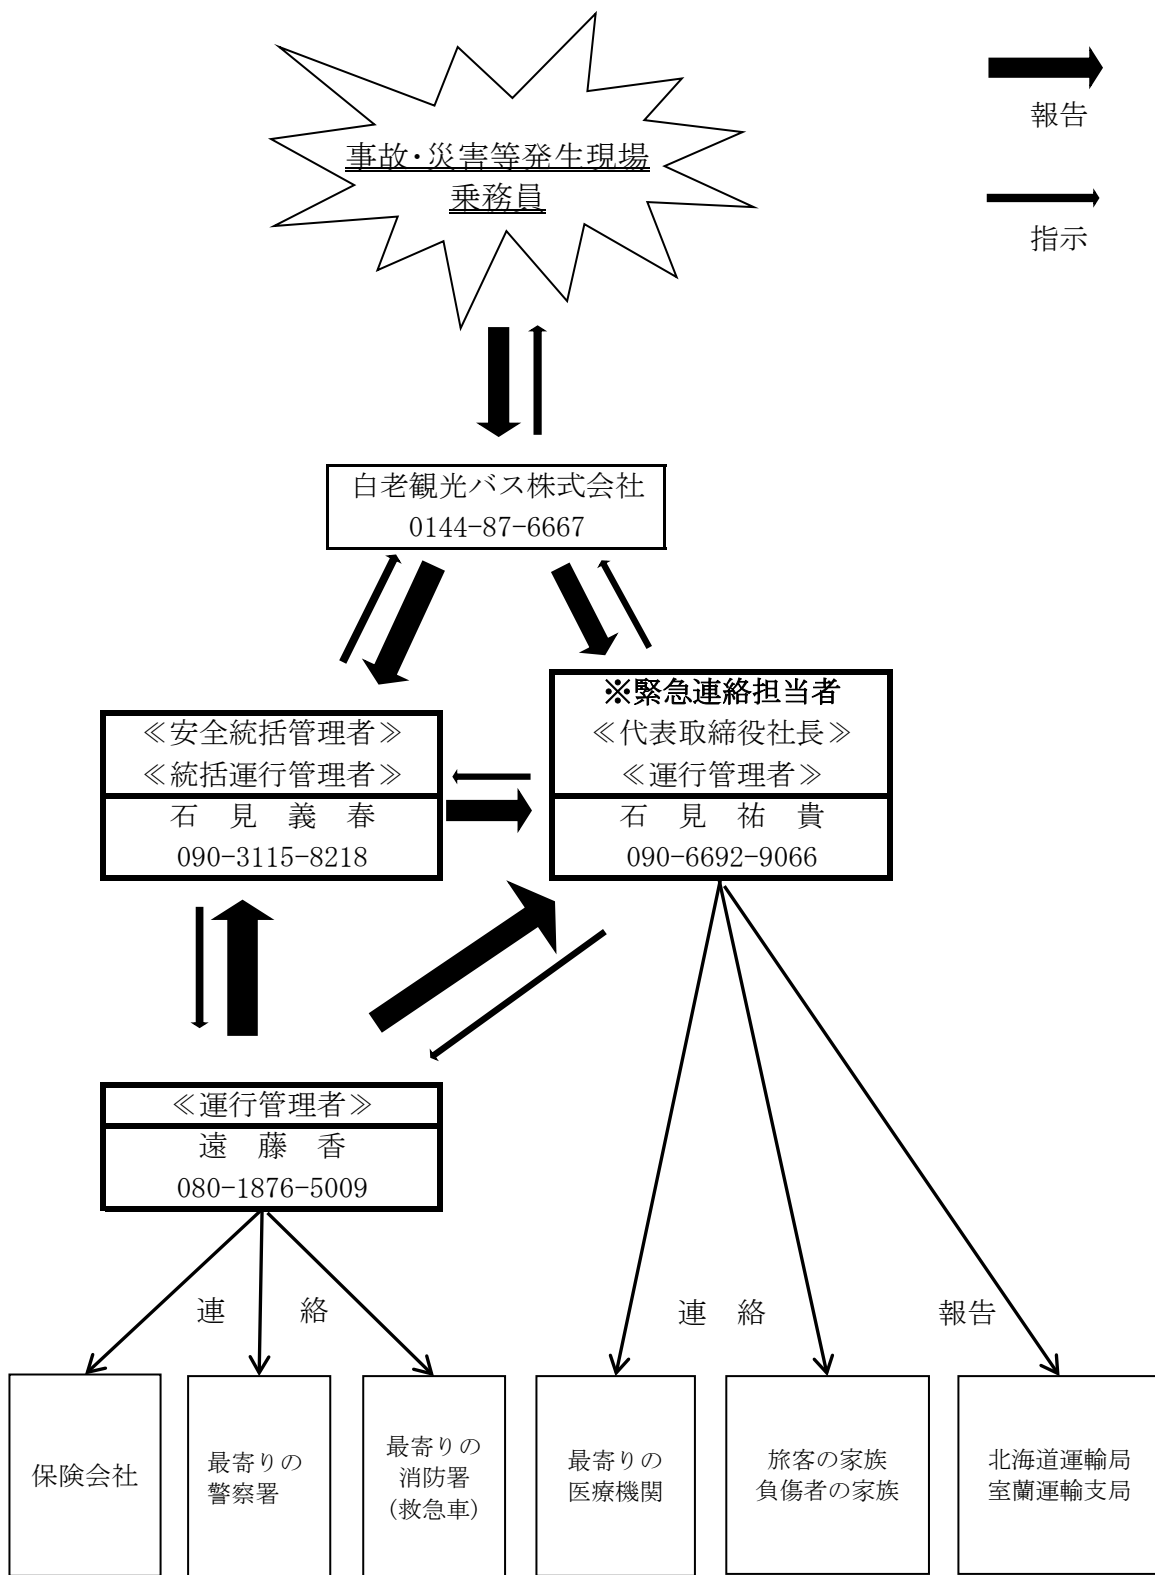 報告
指示
事故・災害等発生現場
乗務員
白老観光バス株式会社
0144-87-6667
≪安全統括管理者≫
≪統括運行管理者≫
石　見　義　春
090-3115-8218
※緊急連絡担当者
≪代表取締役社長≫
≪運行管理者≫
石　見　祐　貴
090-6692-9066
≪運行管理者≫
遠　藤　香
080-1876-5009
連　　絡
連　絡
報告
保険会社
最寄りの
警察署
最寄りの
消防署
(救急車)
最寄りの
医療機関
旅客の家族
負傷者の家族
北海道運輸局
室蘭運輸支局